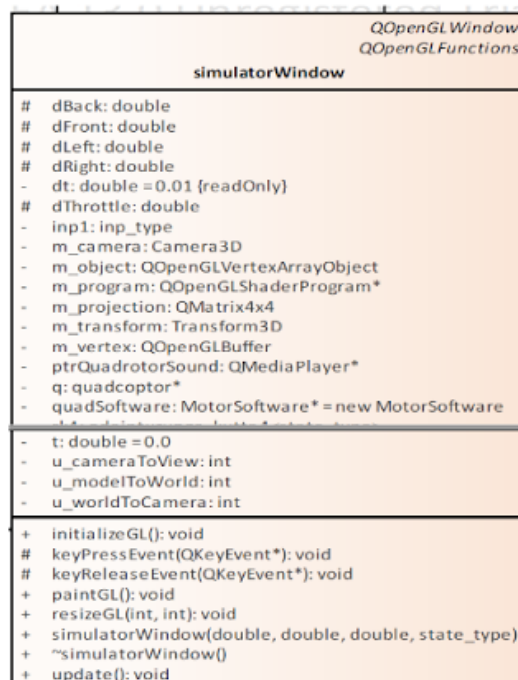 QOpenGLWindow
QOpenGLFunctions
simulatorWindow
# dBack: double
# dFront: double
# dLeft: double
# dRight: double
- dt: double = 0.01 {readOnly}
# dThrottle: double
- inp1: inp_type
- m_camera: Camera3D
- m_object: QOpenGLVertexArrayObject
- m_program: QOpenGLShaderProgram*
- m_projection: QMatrix4x4
- m_transform: Transform3D
- m_vertex: QOpenGLBuffer
- ptrQuadrotorSound: QMediaPlayer*
- q: quadcoptor*
- quadSoftware: MotorSoftware* = new MotorSoftware
- t: double = 0.0
- u_cameraToView: int
- u_modelToWorld: int
- u_worldToCamera: int
+ initializeGL(): void
# keyPressEvent(QKeyEvent*): void
# keyReleaseEvent(QKeyEvent*): void
+ paintGL(): void
+ resizeGL(int, int): void
+ simulatorWindow(double, double, double, state_type)
+ ~simulatorWindow()
+ update(): void